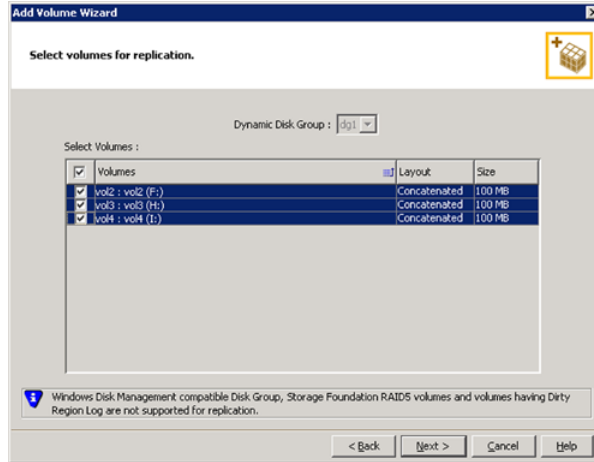 Add Volume Wizard
Select volumes for replication.
Dynamic Disk Group : dg1
Select Volumes :
Volumes Layout Size
vol2 : vol2 (F:) Concatenated 100 MB
vol3 : vol3 (H:) Concatenated 100 MB
vol4 : vol4 (I:) Concatenated 100 MB
Windows Disk Management compatible Disk Group, Storage Foundation RAID5 volumes and volumes having Dirty
Region Log are not supported for replication.
< Back Next > Cancel Help